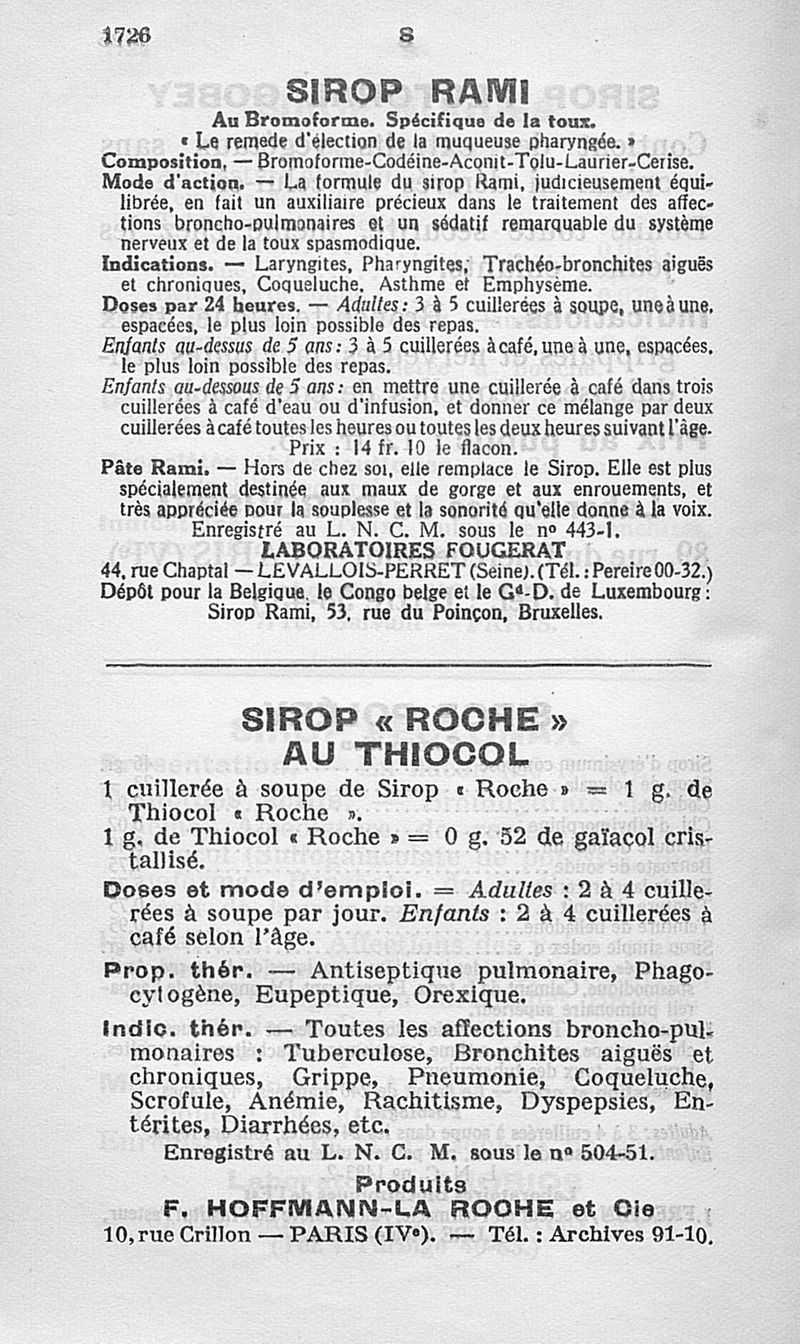 1726
S
SIROP RAMI
Au Bromoforme. Spécifique de la toux.
« Le remede d'élection de la muqueuse pharyngée. »
Composition. — Bromoforme-Codéine-Aconit-Tolu-Laurier-Cerise.
Mode d'action. — La formule du sirop Rami, judicieusement équi-
librée, en fait un auxiliaire précieux dans le traitement des affec-
tions broncho-pulmonaires et un sédatif remarquable du système
nerveux et de la toux spasmodique.
Indications. — Laryngites, Pharyngites, Trachéo-bronchites aiguës
et chroniques, Coqueluche, Asthme et Emphysème.
Doses par 24 heures. — Adultes : 3 à 5 cuillerées à soupe, une à une,
espacées, le plus loin possible des repas.
Enfants au-dessus de 5 ans : 3 à 5 cuillerées à café, une à une, espacées,
le plus loin possible des repas.
Enfants au-dessous de 5 ans : en mettre une cuillerée à café dans trois
cuillerées à café d'eau ou d'infusion, et donner ce mélange par deux
cuillerées à café toutes les heures ou toutes les deux heures suivant l'âge.
Prix : 14 fr. 10 le flacon.
Pâte Rami. — Hors de chez soi, elle remplace le Sirop. Elle est plus
spécialement destinée aux maux de gorge et aux enrouements, et
très appréciée pour la souplesse et la sonorité qu'elle donne à la voix.
Enregistré au L. N. C. M. sous le nº 443-1.
LABORATOIRES FOUGERAT
44, rue Chaptal — LEVALLOIS-PERRET (Seine). (Tél. : Pereire 00-32.)
Dépôt pour la Belgique, le Congo belge et le Gd-D. de Luxembourg :
Sirop Rami, 53, rue du Poinçon, Bruxelles.
SIROP « ROCHE »
AU THIOCOL
1 cuillerée à soupe de Sirop « Roche » = 1 g. de
Thiocol « Roche ».
1 g. de Thiocol « Roche » = 0 g. 52 de gaïacol cris-
tallisé.
Doses et mode d'emploi. = Adultes : 2 à 4 cuille-
rées à soupe par jour. Enfants : 2 à 4 cuillerées à
café selon l'âge.
Prop. thér. — Antiseptique pulmonaire, Phago-
cytogène, Eupeptique, Orexique.
Indic. thér. — Toutes les affections broncho-pul-
monaires : Tuberculose, Bronchites aiguës et
chroniques, Grippe, Pneumonie, Coqueluche,
Scrofule, Anémie, Rachitisme, Dyspepsies, En-
térites, Diarrhées, etc.
Enregistré au L. N. C. M. sous le nº 504-51.
Produits
F. HOFFMANN-LA ROCHE et Cie
10, rue Crillon — PARIS (IVe). — Tél. : Archives 91-10.